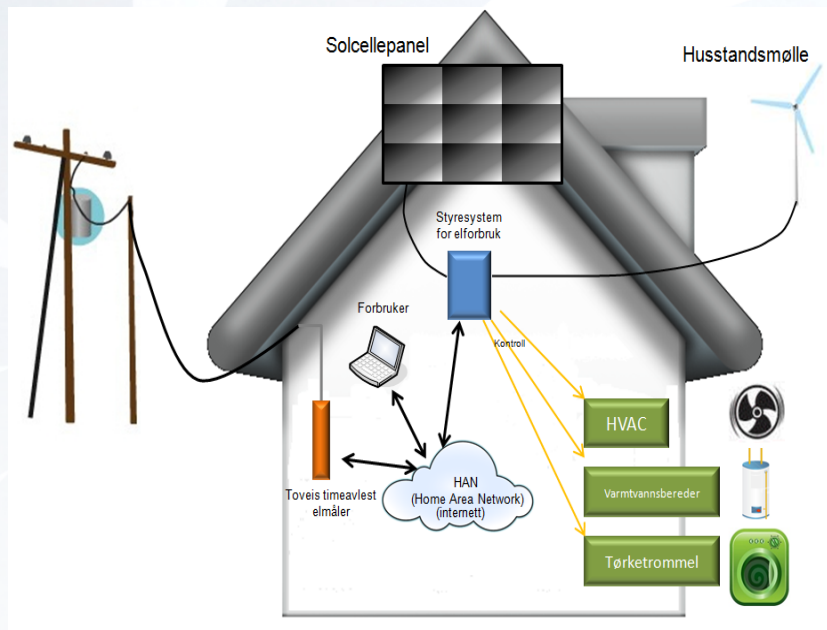 Solcellepanel
Husstandsmølle
Styresystem
for elforbruk
Forbruker
Kontroll
HVAC
HAN
(Home Area Network)
(internett)
Toveis timeavlest
elmåler
Varmtvannsbereder
Tørketrommel